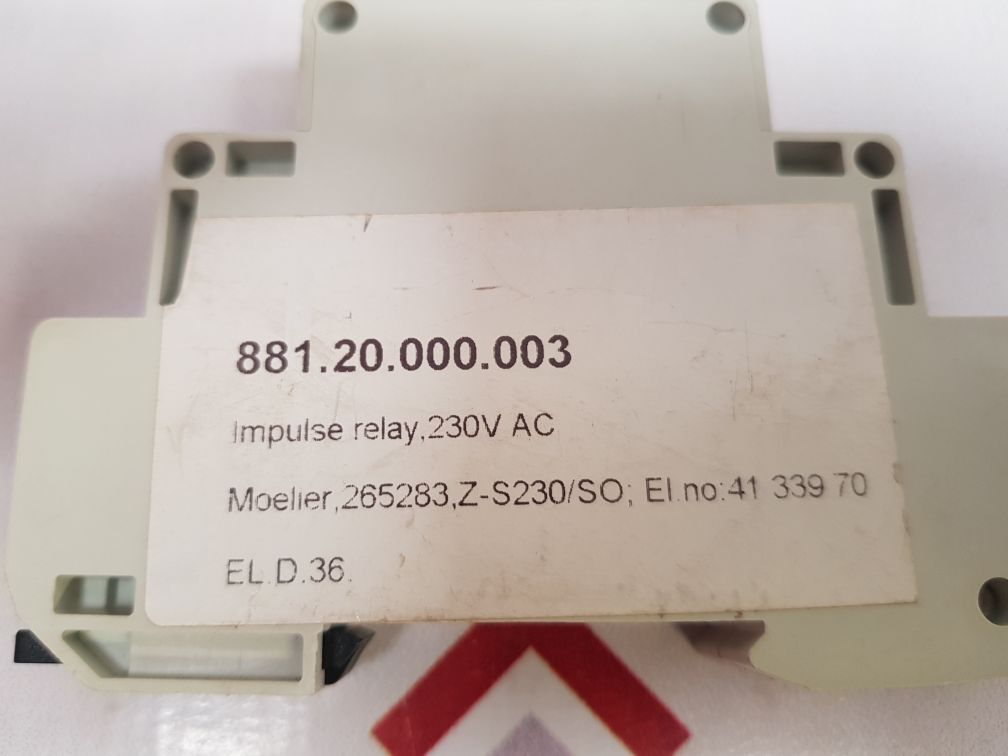 881.20.000.003
Impulse relay,230V AC
Moelier,265283,Z-S230/SO; El.no:41 339 70
EL.D.36.